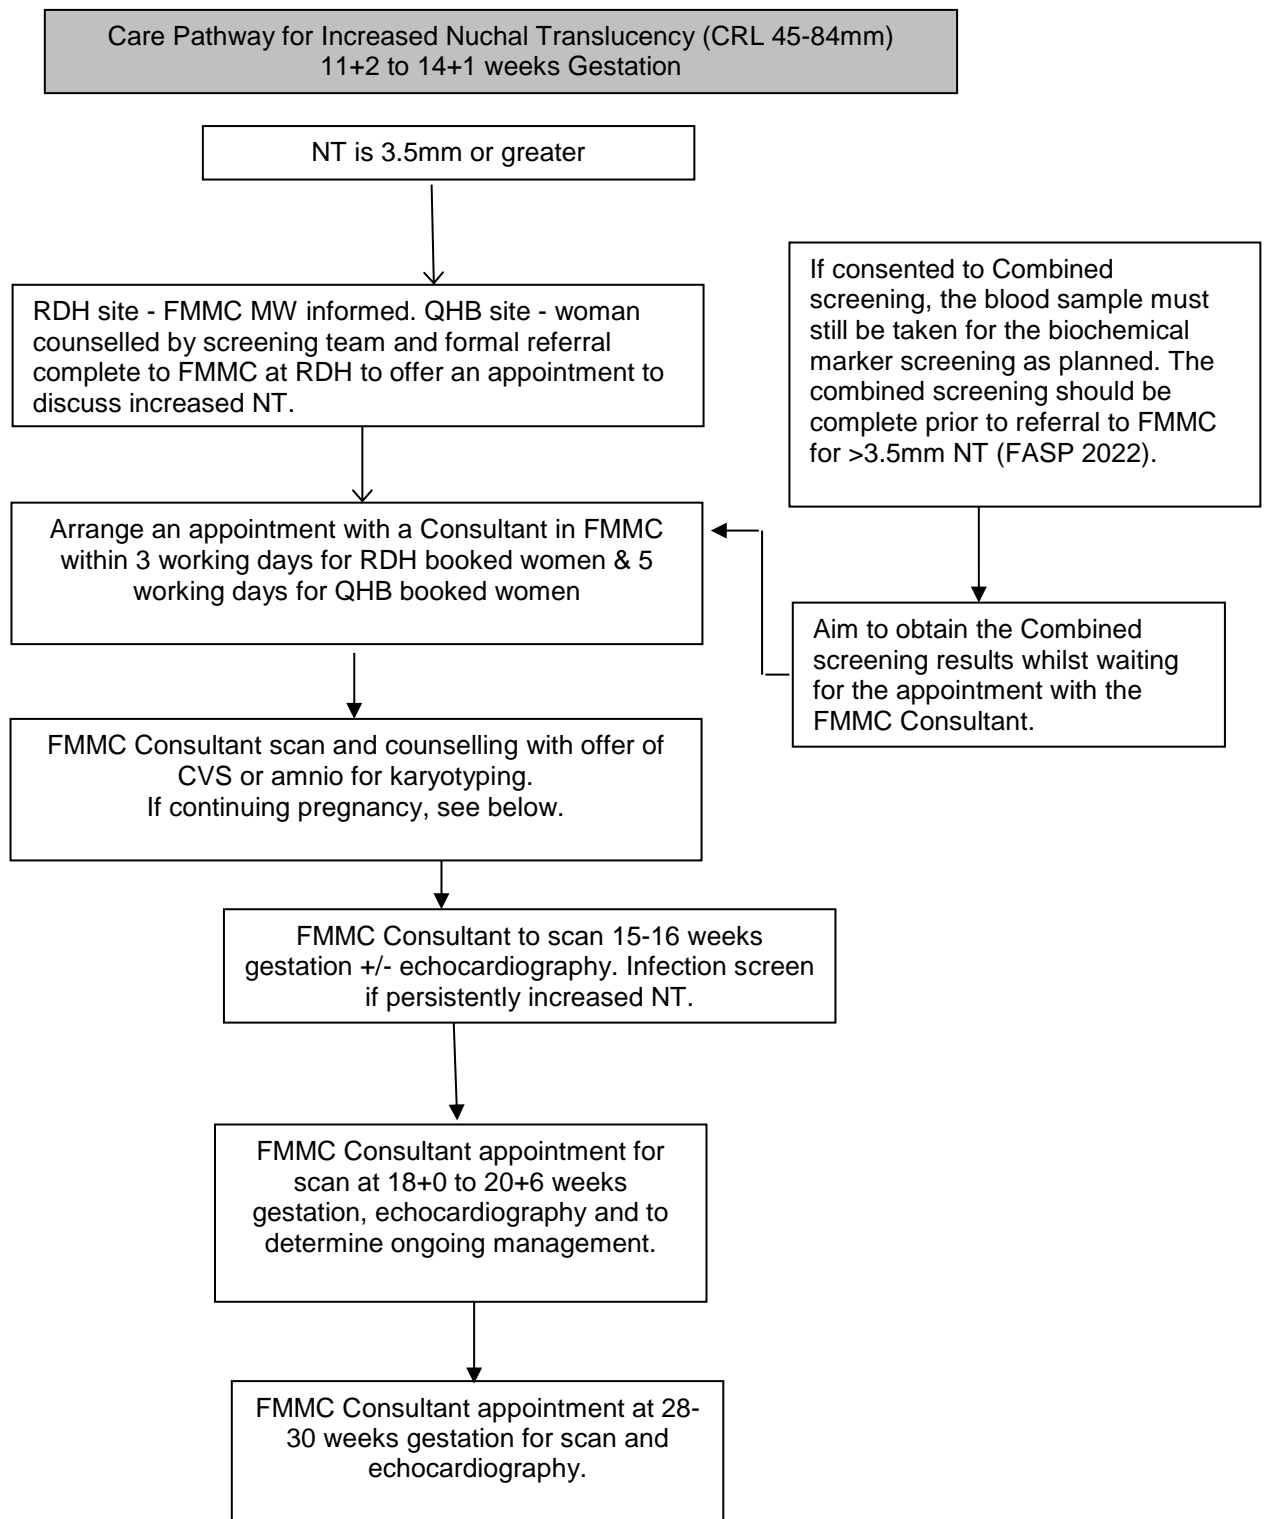 Care Pathway for Increased Nuchal Translucency (CRL 45-84mm)
11+2 to 14+1 weeks Gestation
NT is 3.5mm or greater
RDH site - FMMC MW informed. QHB site - woman
counselled by screening team and formal referral
complete to FMMC at RDH to offer an appointment to
discuss increased NT.
If consented to Combined
screening, the blood sample must
still be taken for the biochemical
marker screening as planned. The
combined screening should be
complete prior to referral to FMMC
for >3.5mm NT (FASP 2022).
Arrange an appointment with a Consultant in FMMC
within 3 working days for RDH booked women & 5
working days for QHB booked women
Aim to obtain the Combined
screening results whilst waiting
for the appointment with the
FMMC Consultant.
FMMC Consultant scan and counselling with offer of
CVS or amnio for karyotyping.
If continuing pregnancy, see below.
FMMC Consultant to scan 15-16 weeks
gestation +/- echocardiography. Infection screen
if persistently increased NT.
FMMC Consultant appointment for
scan at 18+0 to 20+6 weeks
gestation, echocardiography and to
determine ongoing management.
FMMC Consultant appointment at 28-
30 weeks gestation for scan and
echocardiography.